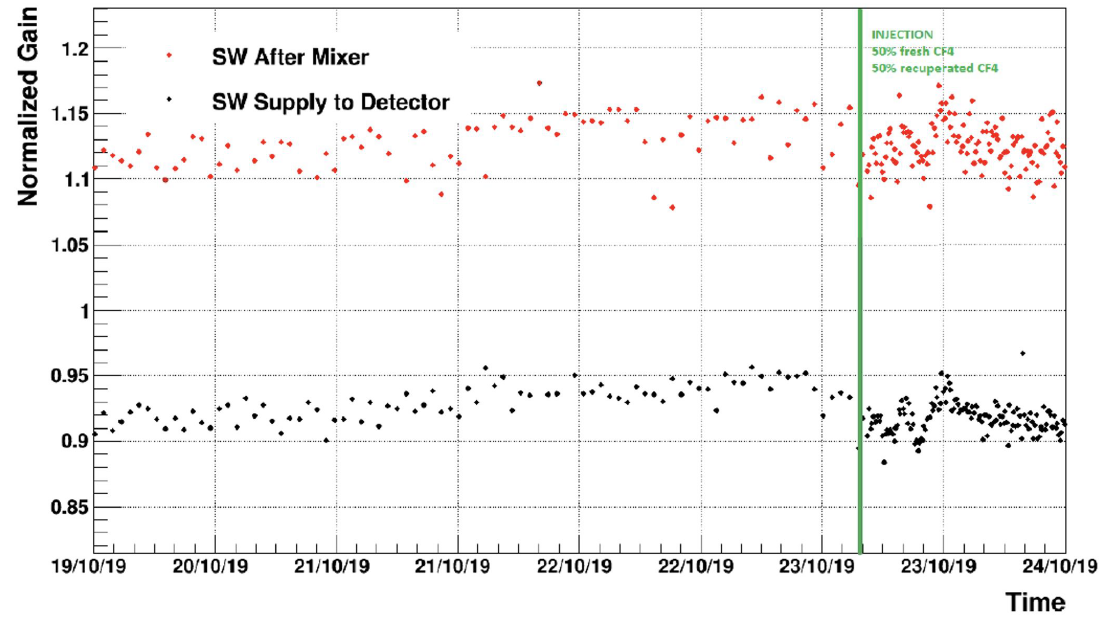 Normalized Gain
1.2
1.15
1.1
1.05
1
0.95
0.9
0.85
SW After Mixer
SW Supply to Detector
INJECTION
50% fresh CF4
50% recuperated CF4
19/10/19 20/10/19 21/10/19 21/10/19 22/10/19 22/10/19 23/10/19 23/10/19 24/10/19
Time